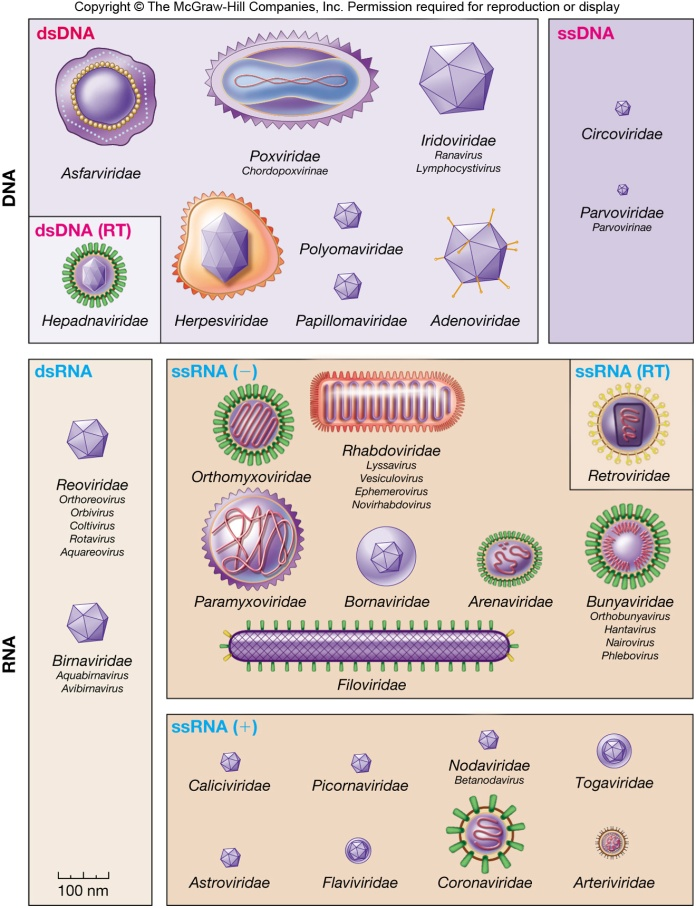 Copyright © The McGraw-Hill Companies, Inc. Permission required for reproduction or display
DNA
dsDNA
Asfarviridae
Poxviridae
Chordopoxvirinae
Iridoviridae
Ranavirus
Lymphocystivirus
dsDNA (RT)
Hepadnaviridae
Herpesviridae
Polyomaviridae
Papillomaviridae
Adenoviridae
ssDNA
Circoviridae
Parvoviridae
Parvovirinae
RNA
dsRNA
Reoviridae
Orthoreovirus
Orbivirus
Coltivirus
Rotavirus
Aquareovirus
Birnaviridae
Aquabirnavirus
Avibirnavirus
100 nm
ssRNA (−)
Orthomyxoviridae
Rhabdoviridae
Lyssavirus
Vesiculovirus
Ephemerovirus
Novirhabdovirus
ssRNA (RT)
Retroviridae
Paramyxoviridae
Bornaviridae
Arenaviridae
Bunyaviridae
Orthobunyavirus
Hantavirus
Nairovirus
Phlebovirus
Filoviridae
ssRNA (+)
Caliciviridae
Picornaviridae
Nodaviridae
Betanodavirus
Togaviridae
Astroviridae
Flaviviridae
Coronaviridae
Arteriviridae